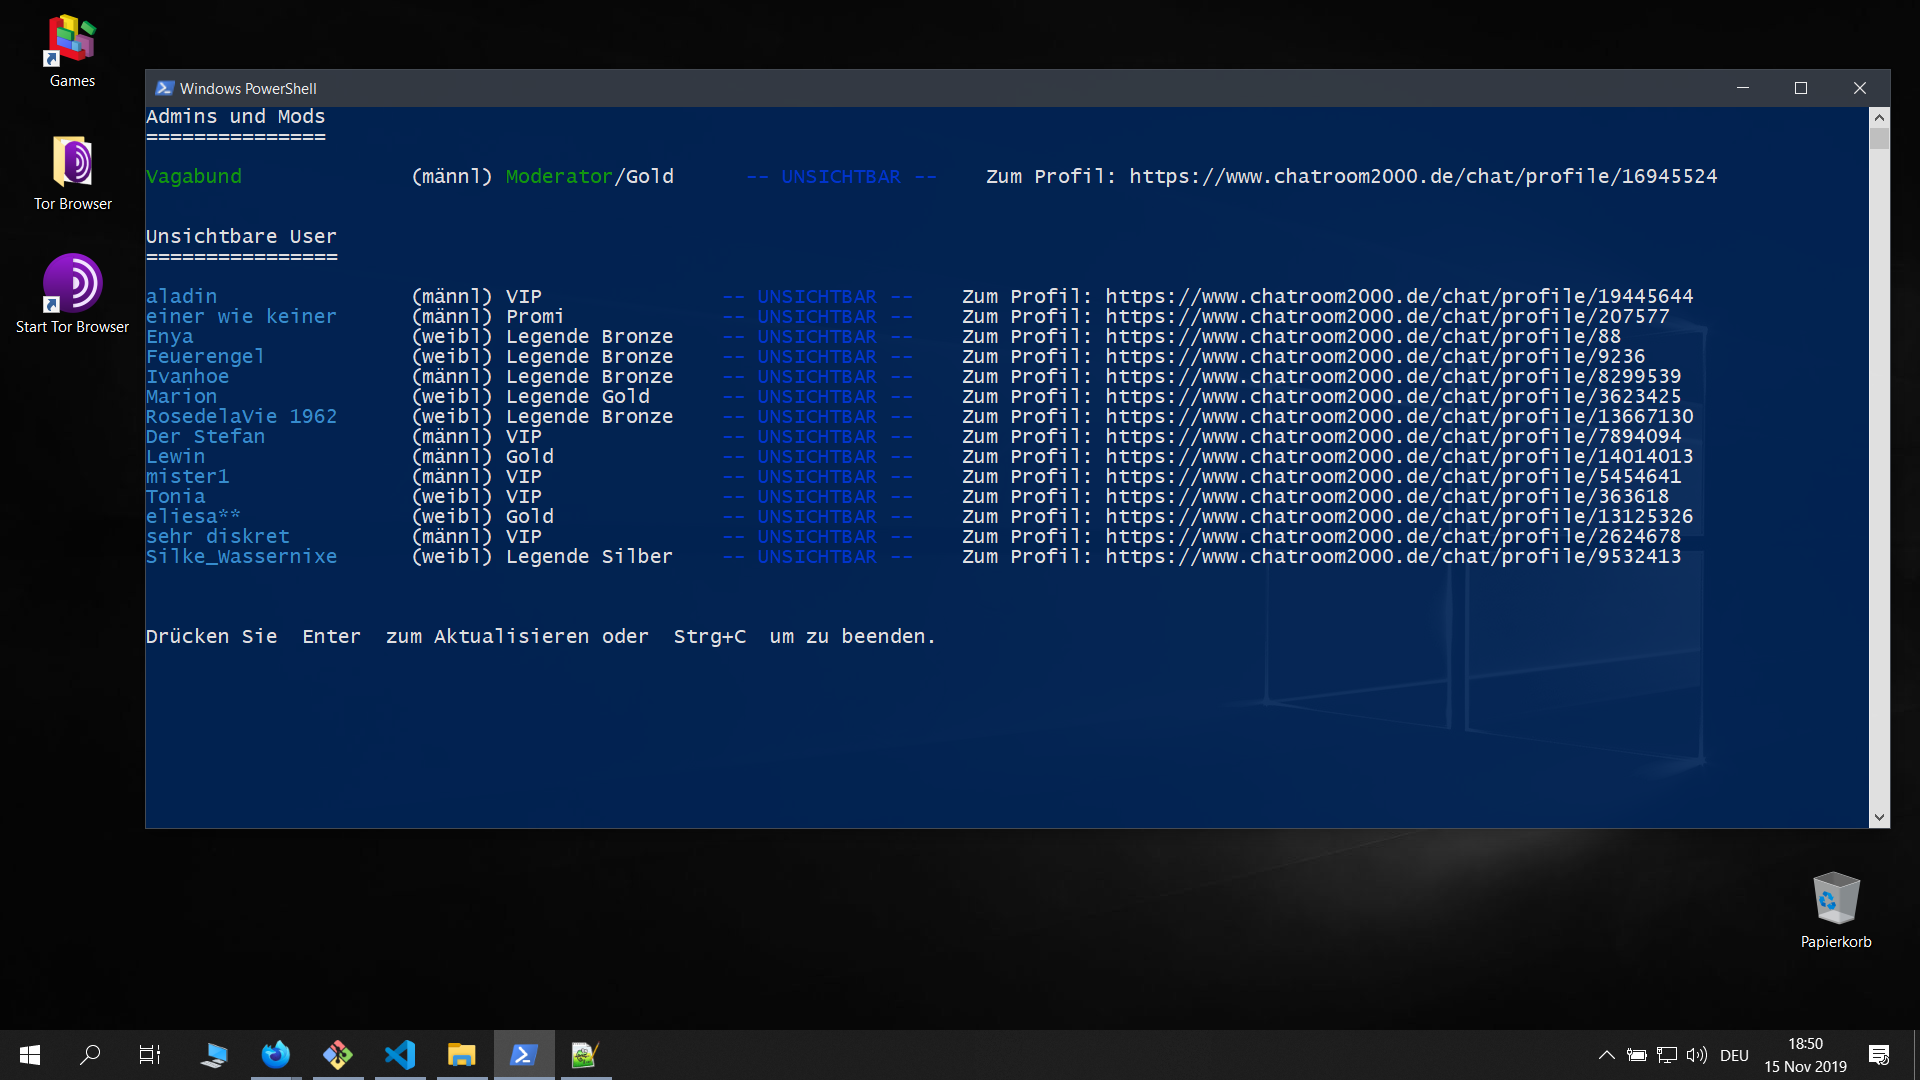 Games
Tor Browser
Start Tor Browser
Windows PowerShell
Admins und Mods
===============
Vagabund (männl) Moderator/Gold -- UNSICHTBAR -- Zum Profil: https://www.chatroom2000.de/chat/profile/16945524
Unsichtbare User
================
aladin (männl) VIP -- UNSICHTBAR -- Zum Profil: https://www.chatroom2000.de/chat/profile/19445644
einer wie keiner (männl) Promi -- UNSICHTBAR -- Zum Profil: https://www.chatroom2000.de/chat/profile/207577
Enya (weibl) Legende Bronze -- UNSICHTBAR -- Zum Profil: https://www.chatroom2000.de/chat/profile/88
Feuerengel (weibl) Legende Bronze -- UNSICHTBAR -- Zum Profil: https://www.chatroom2000.de/chat/profile/9236
Ivanhoe (männl) Legende Bronze -- UNSICHTBAR -- Zum Profil: https://www.chatroom2000.de/chat/profile/8299539
Marion (weibl) Legende Gold -- UNSICHTBAR -- Zum Profil: https://www.chatroom2000.de/chat/profile/3623425
RosedelaVie 1962 (weibl) Legende Bronze -- UNSICHTBAR -- Zum Profil: https://www.chatroom2000.de/chat/profile/13667130
Der Stefan (männl) VIP -- UNSICHTBAR -- Zum Profil: https://www.chatroom2000.de/chat/profile/7894094
Lewin (männl) Gold -- UNSICHTBAR -- Zum Profil: https://www.chatroom2000.de/chat/profile/14014013
mister1 (männl) VIP -- UNSICHTBAR -- Zum Profil: https://www.chatroom2000.de/chat/profile/5454641
Tonia (weibl) VIP -- UNSICHTBAR -- Zum Profil: https://www.chatroom2000.de/chat/profile/363618
eliesa** (weibl) Gold -- UNSICHTBAR -- Zum Profil: https://www.chatroom2000.de/chat/profile/13125326
sehr diskret (männl) VIP -- UNSICHTBAR -- Zum Profil: https://www.chatroom2000.de/chat/profile/2624678
Silke_Wassernixe (weibl) Legende Silber -- UNSICHTBAR -- Zum Profil: https://www.chatroom2000.de/chat/profile/9532413
Drücken Sie Enter zum Aktualisieren oder Strg+C um zu beenden.
Papierkorb
DEU
18:50
15 Nov 2019